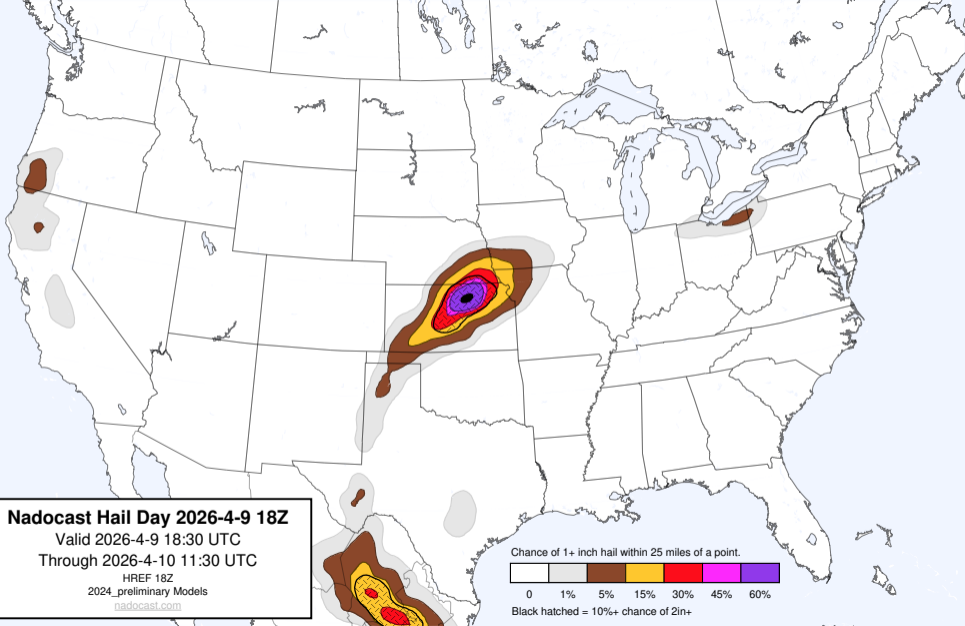 Nadocast Hail Day 2026-4-9 18Z
Valid 2026-4-9 18:30 UTC
Through 2026-4-10 11:30 UTC
HREF 18Z
2024_preliminary Models
nadocast.com
Chance of 1+ inch hail within 25 miles of a point.
0 1% 5% 15% 30% 45% 60%
Black hatched = 10%+ chance of 2in+